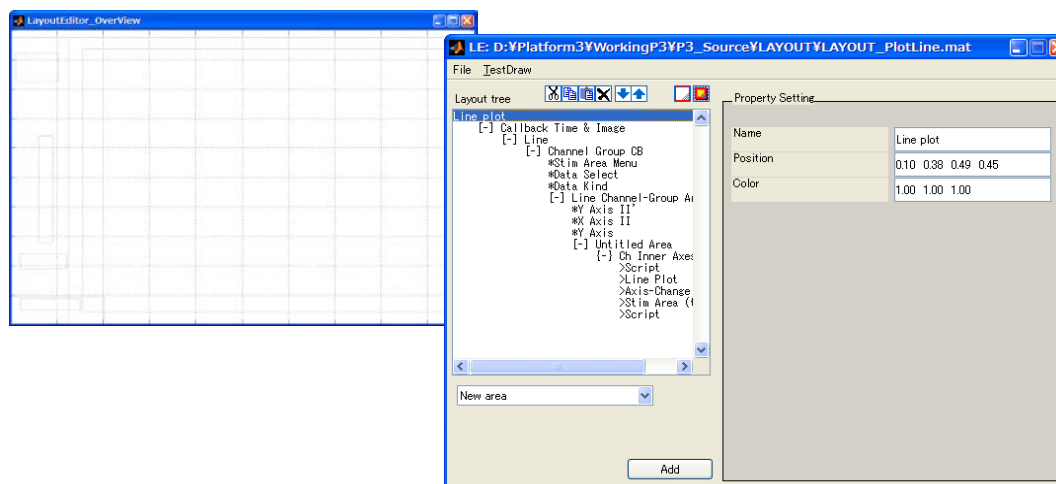 LayoutEditor_OverView
LE: D:¥Platform3¥WorkingP3¥P3_Source¥LAYOUT¥LAYOUT_PlotLine.mat
File TestDraw
Layout tree
Line plot
[-] Callback Time & Image
[-] Line
[-] Channel Group CB
*Stim Area Menu
*Data Select
*Data Kind
[-] Line Channel-Group A
*Y Axis II'
*X Axis II
*Y Axis
[-] Untitled Area
{-} Ch Inner Axes
>Script
>Line Plot
>Axis-Change
>Stim Area (
>Script
New area
Add
Property Setting
Name Line plot
Position 0.10 0.38 0.49 0.45
Color 1.00 1.00 1.00